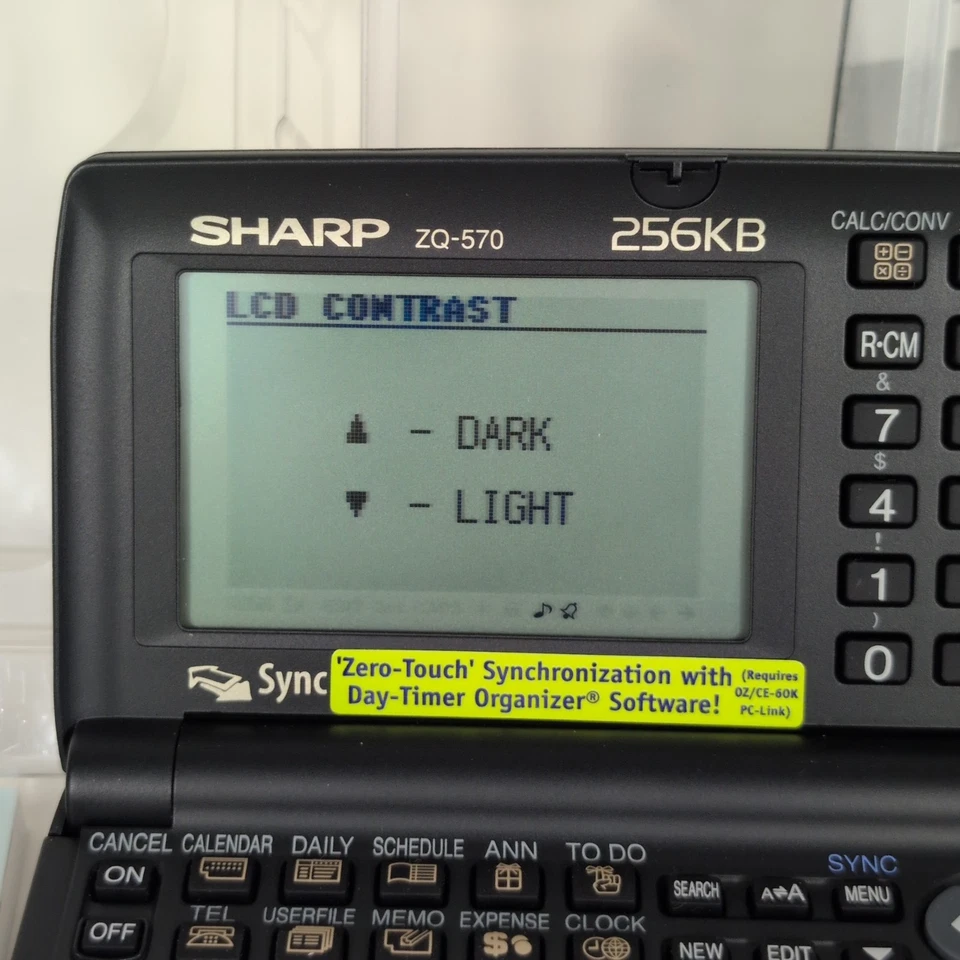 SHARP ZQ-570 256KB
CALC/CONV
LCD CONTRAST
R·CM
&
▲ - DARK
7
$
▼ - LIGHT
4
!
1
)
0
Sync
'Zero-Touch' Synchronization with
Day-Timer Organizer® Software!
(Requires
OZ/CE-60K
PC-Link)
CANCEL CALENDAR DAILY SCHEDULE ANN TO DO SYNC
ON SEARCH A⇌A MENU
TEL USERFILE MEMO EXPENSE CLOCK
OFF NEW EDIT